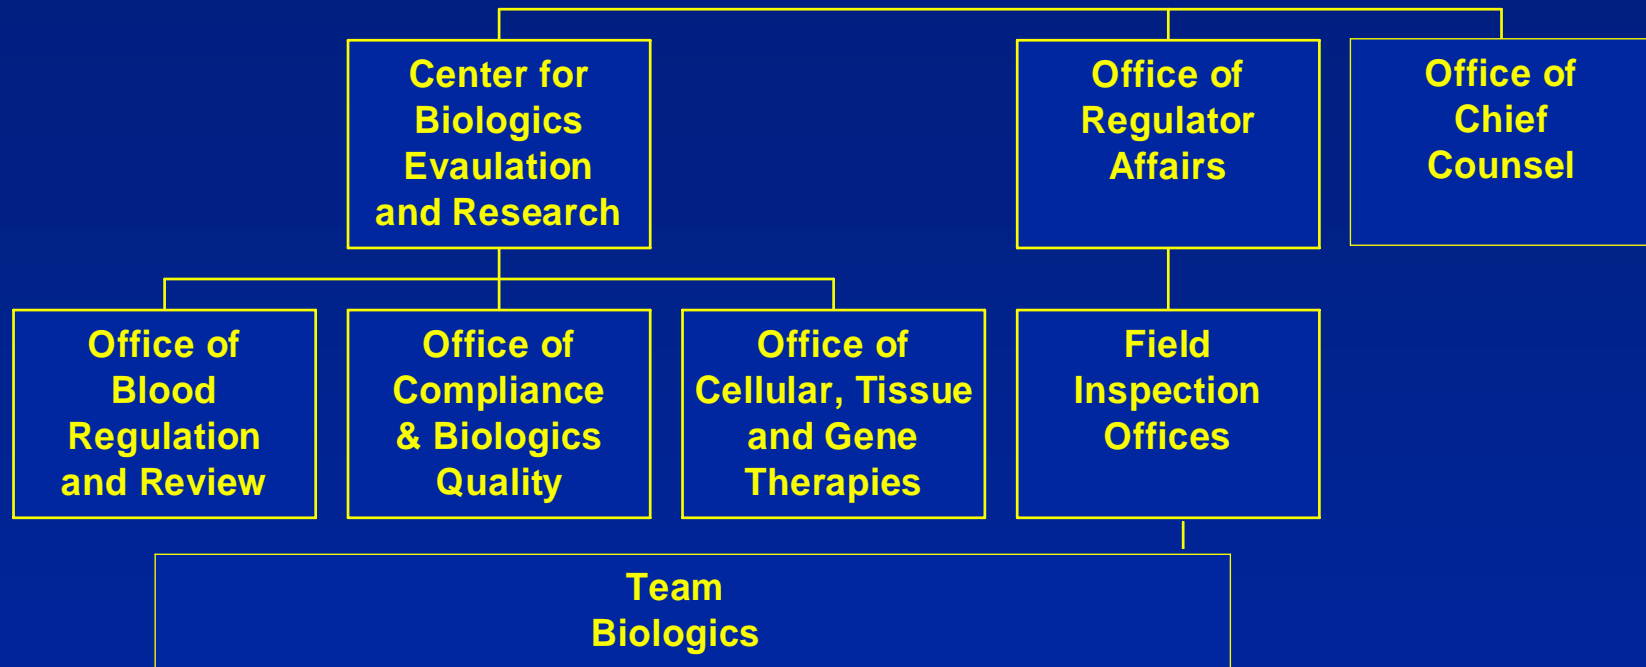 Center for
Biologics
Evaulation
and Research
Office of
Regulator
Affairs
Office of
Chief
Counsel
Office of
Blood
Regulation
and Review
Office of
Compliance
& Biologics
Quality
Office of
Cellular, Tissue
and Gene
Therapies
Field
Inspection
Offices
Team
Biologics